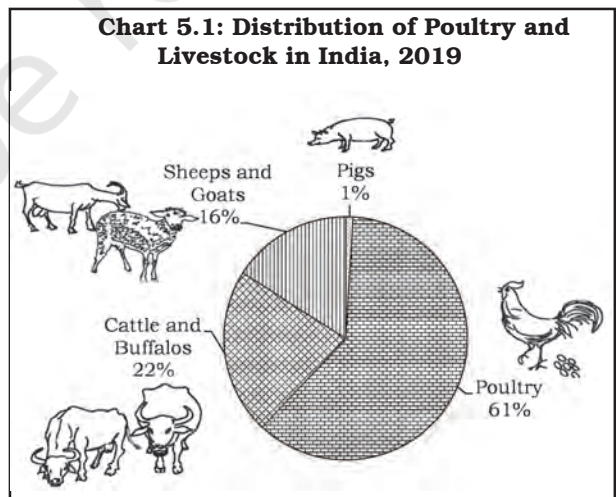 Chart 5.1: Distribution of Poultry and
Livestock in India, 2019
Pigs
1%
Sheeps and
Goats
16%
Cattle and
Buffalos
22%
Poultry
61%